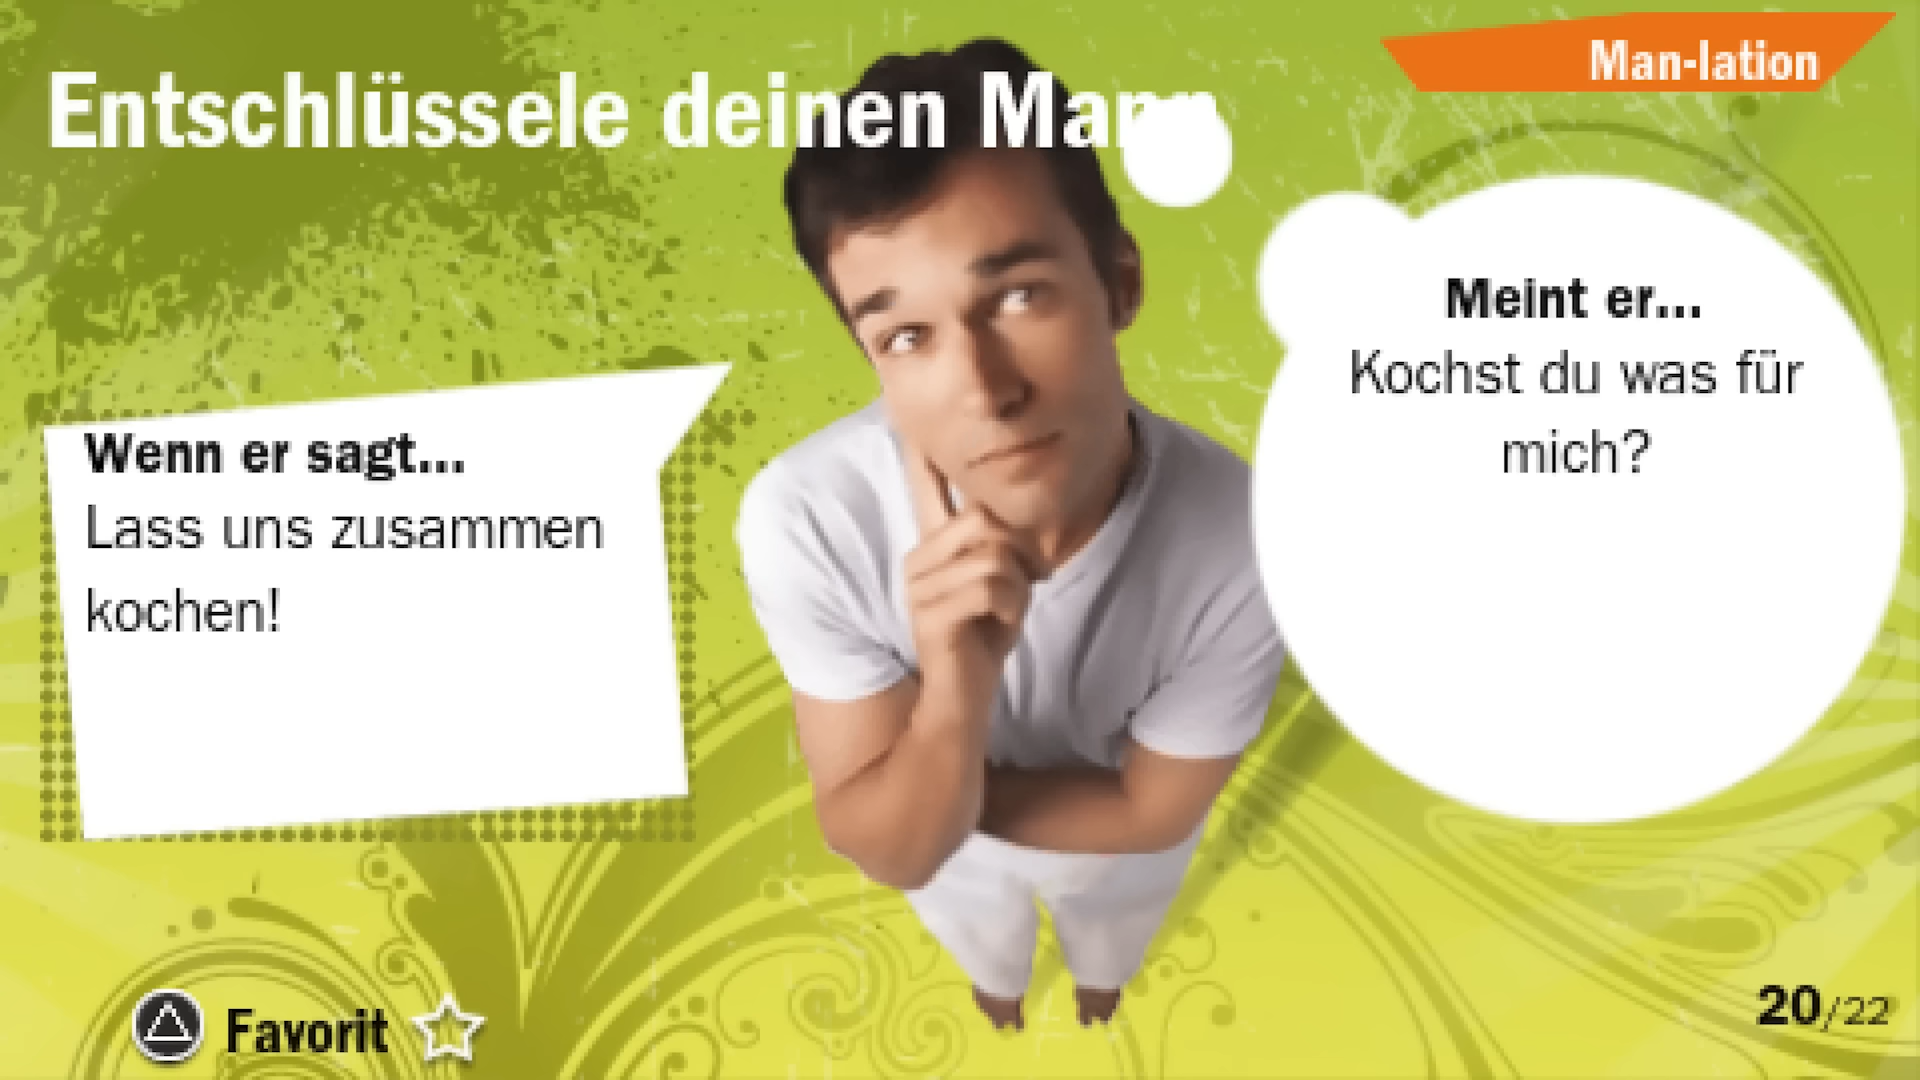 Man-lation
Entschlüssele deinen Mann
Wenn er sagt...
Lass uns zusammen
kochen!
Meint er...
Kochst du was für
mich?
Favorit
20/22